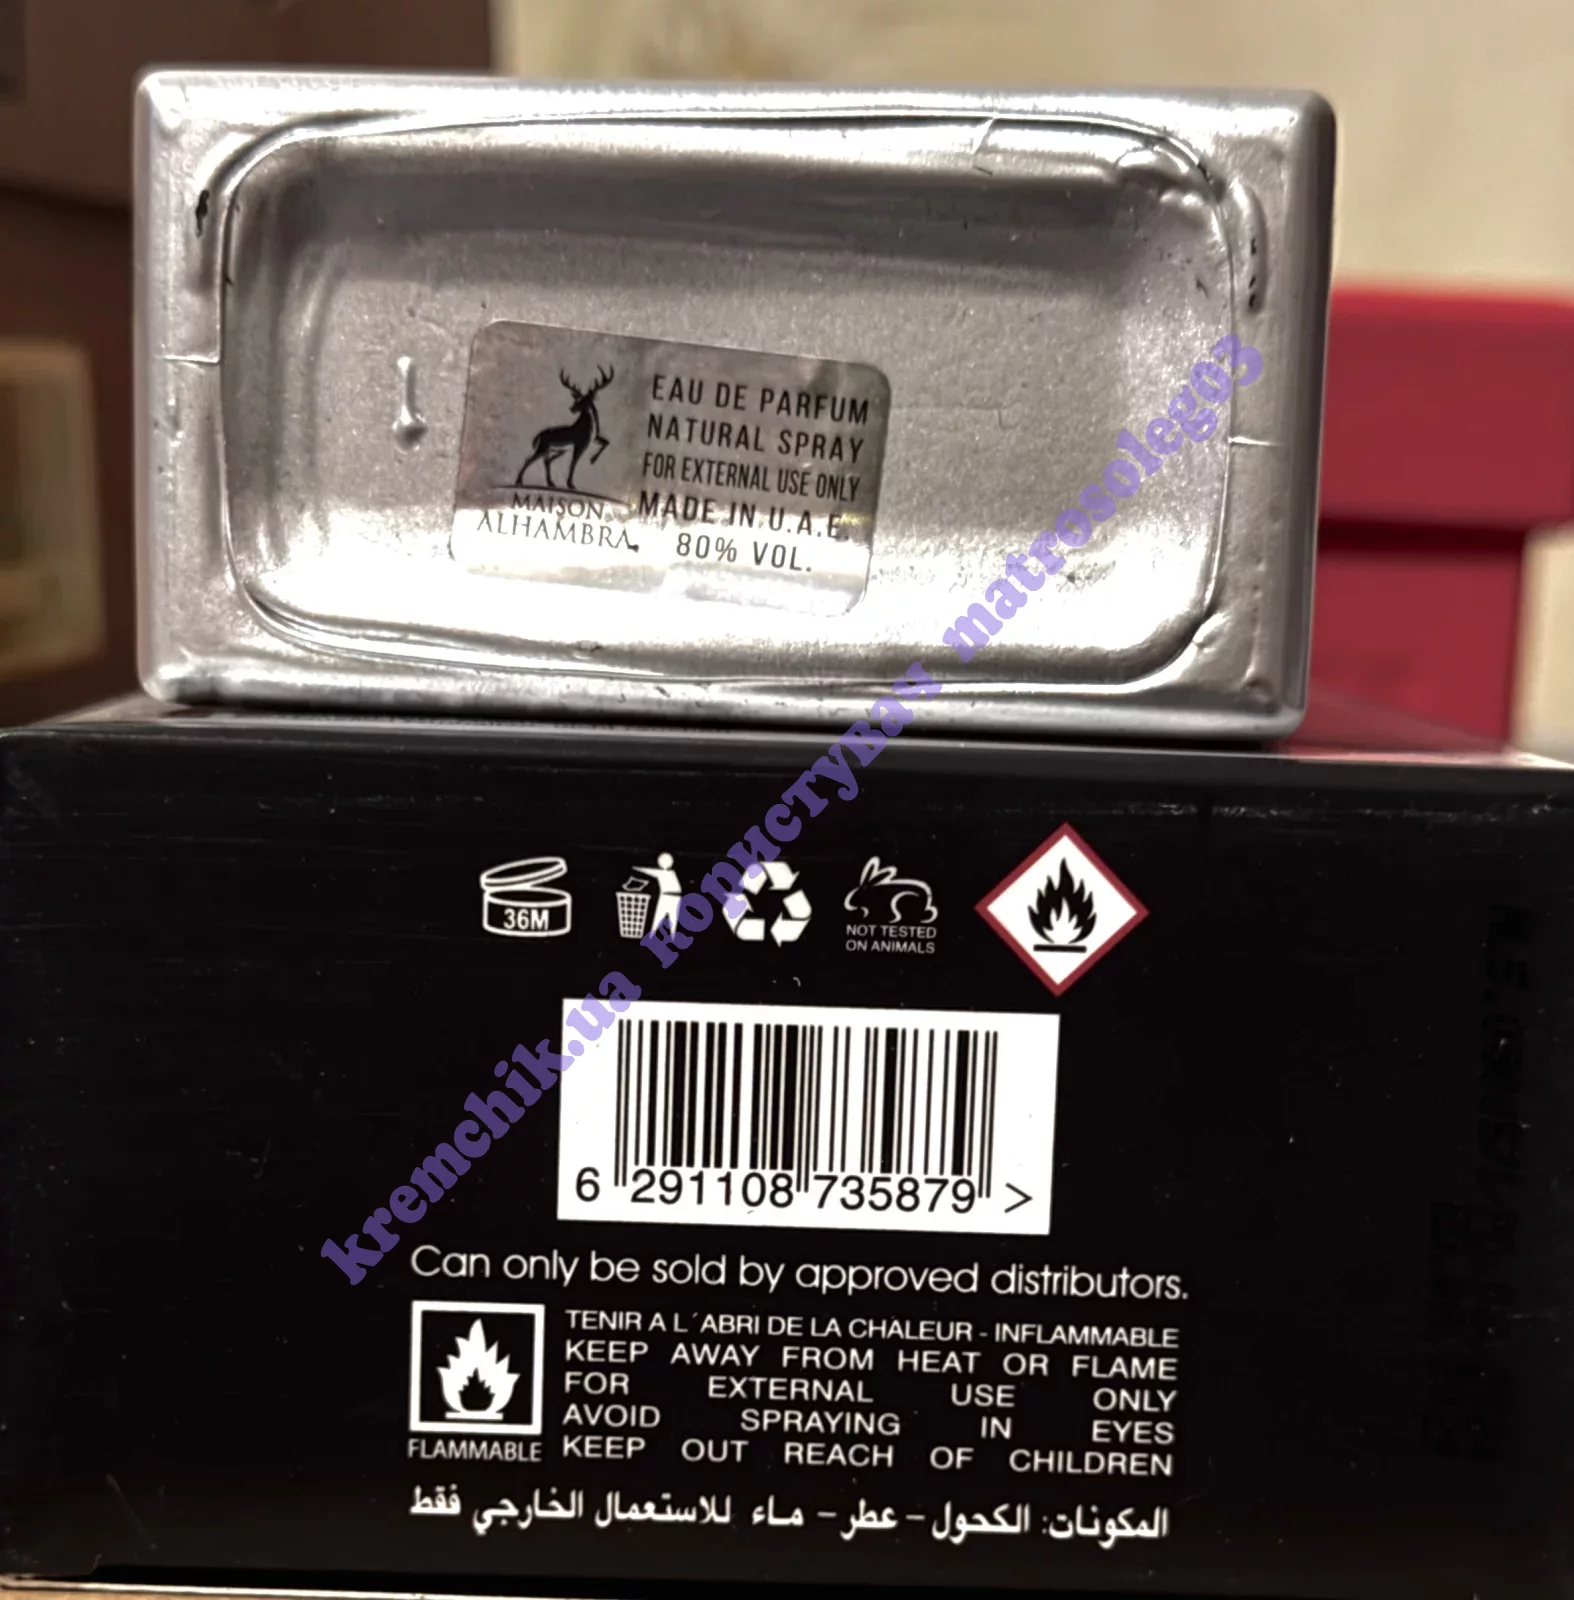 EAU DE PARFUM
NATURAL SPRAY
FOR EXTERNAL USE ONLY
MADE IN U.A.E.
80% VOL.
MAISON
ALHAMBRA
kremchik.ua користувач matrosoleg03
36M
NOT TESTED
ON ANIMALS
6 291108 735879 >
Can only be sold by approved distributors.
TENIR A L´ABRI DE LA CHALEUR - INFLAMMABLE
KEEP AWAY FROM HEAT OR FLAME
FOR EXTERNAL USE ONLY
AVOID SPRAYING IN EYES
KEEP OUT REACH OF CHILDREN
FLAMMABLE
المكونات: الكحول - عطر - ماء للاستعمال الخارجي فقط